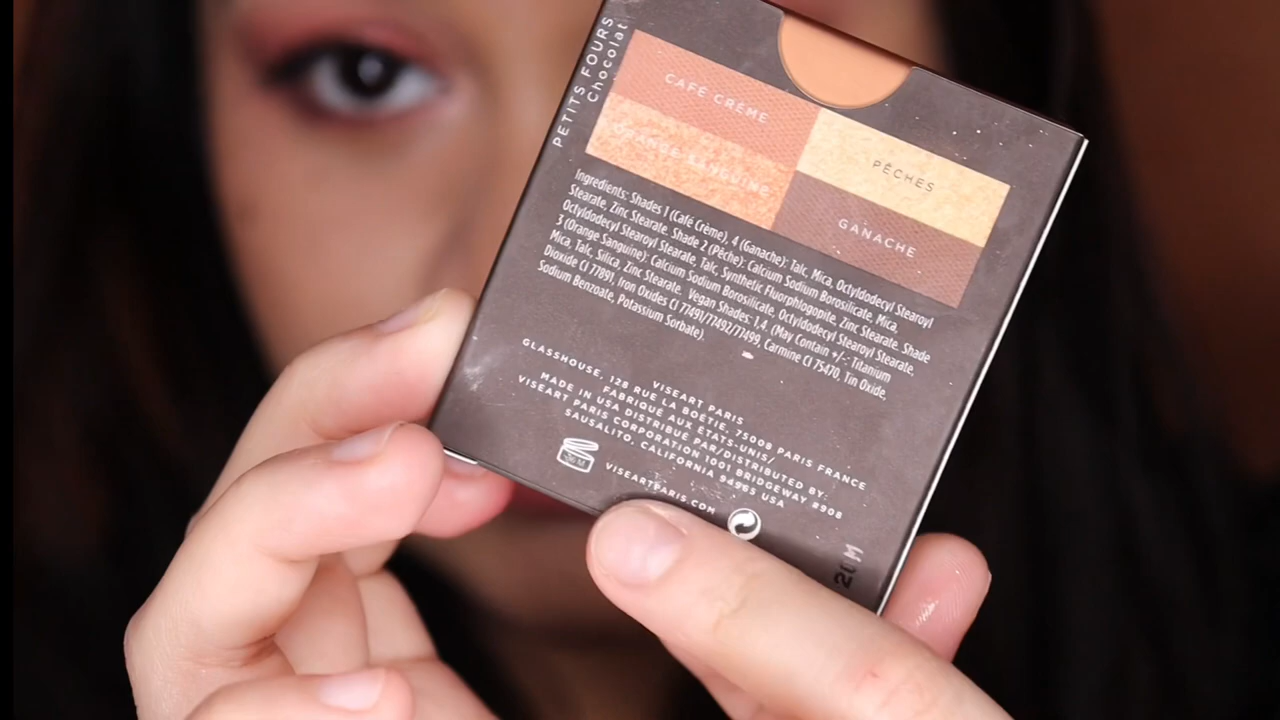 PETITS FOURS
Chocolat
CAFÉ CRÈME
PÊCHES
ORANGE SANGUINE
GANACHE
Ingredients: Shades 1 (Café Crème), 4 (Ganache): Talc, Mica, Octyldodecyl Stearoyl
Stearate, Zinc Stearate. Shade 2 (Pêche): Calcium Sodium Borosilicate, Mica,
Octyldodecyl Stearoyl Stearate, Talc, Synthetic Fluorphlogopite, Zinc Stearate. Shade
3 (Orange Sanguine): Calcium Sodium Borosilicate, Octyldodecyl Stearoyl Stearate,
Mica, Talc, Silica, Zinc Stearate. Vegan Shades: 1,4. (May Contain +/-: Titanium
Dioxide CI 77891, Iron Oxides CI 77491/77492/77499, Carmine CI 75470, Tin Oxide,
Sodium Benzoate, Potassium Sorbate).
VISEART PARIS
GLASSHOUSE, 128 RUE LA BOÉTIE, 75008 PARIS FRANCE
FABRIQUÉ AUX ÉTATS-UNIS/
MADE IN USA DISTRIBUÉ PAR/DISTRIBUTED BY:
VISEART PARIS CORPORATION 1001 BRIDGEWAY #908
SAUSALITO, CALIFORNIA 94965 USA
VISEARTPARIS.COM